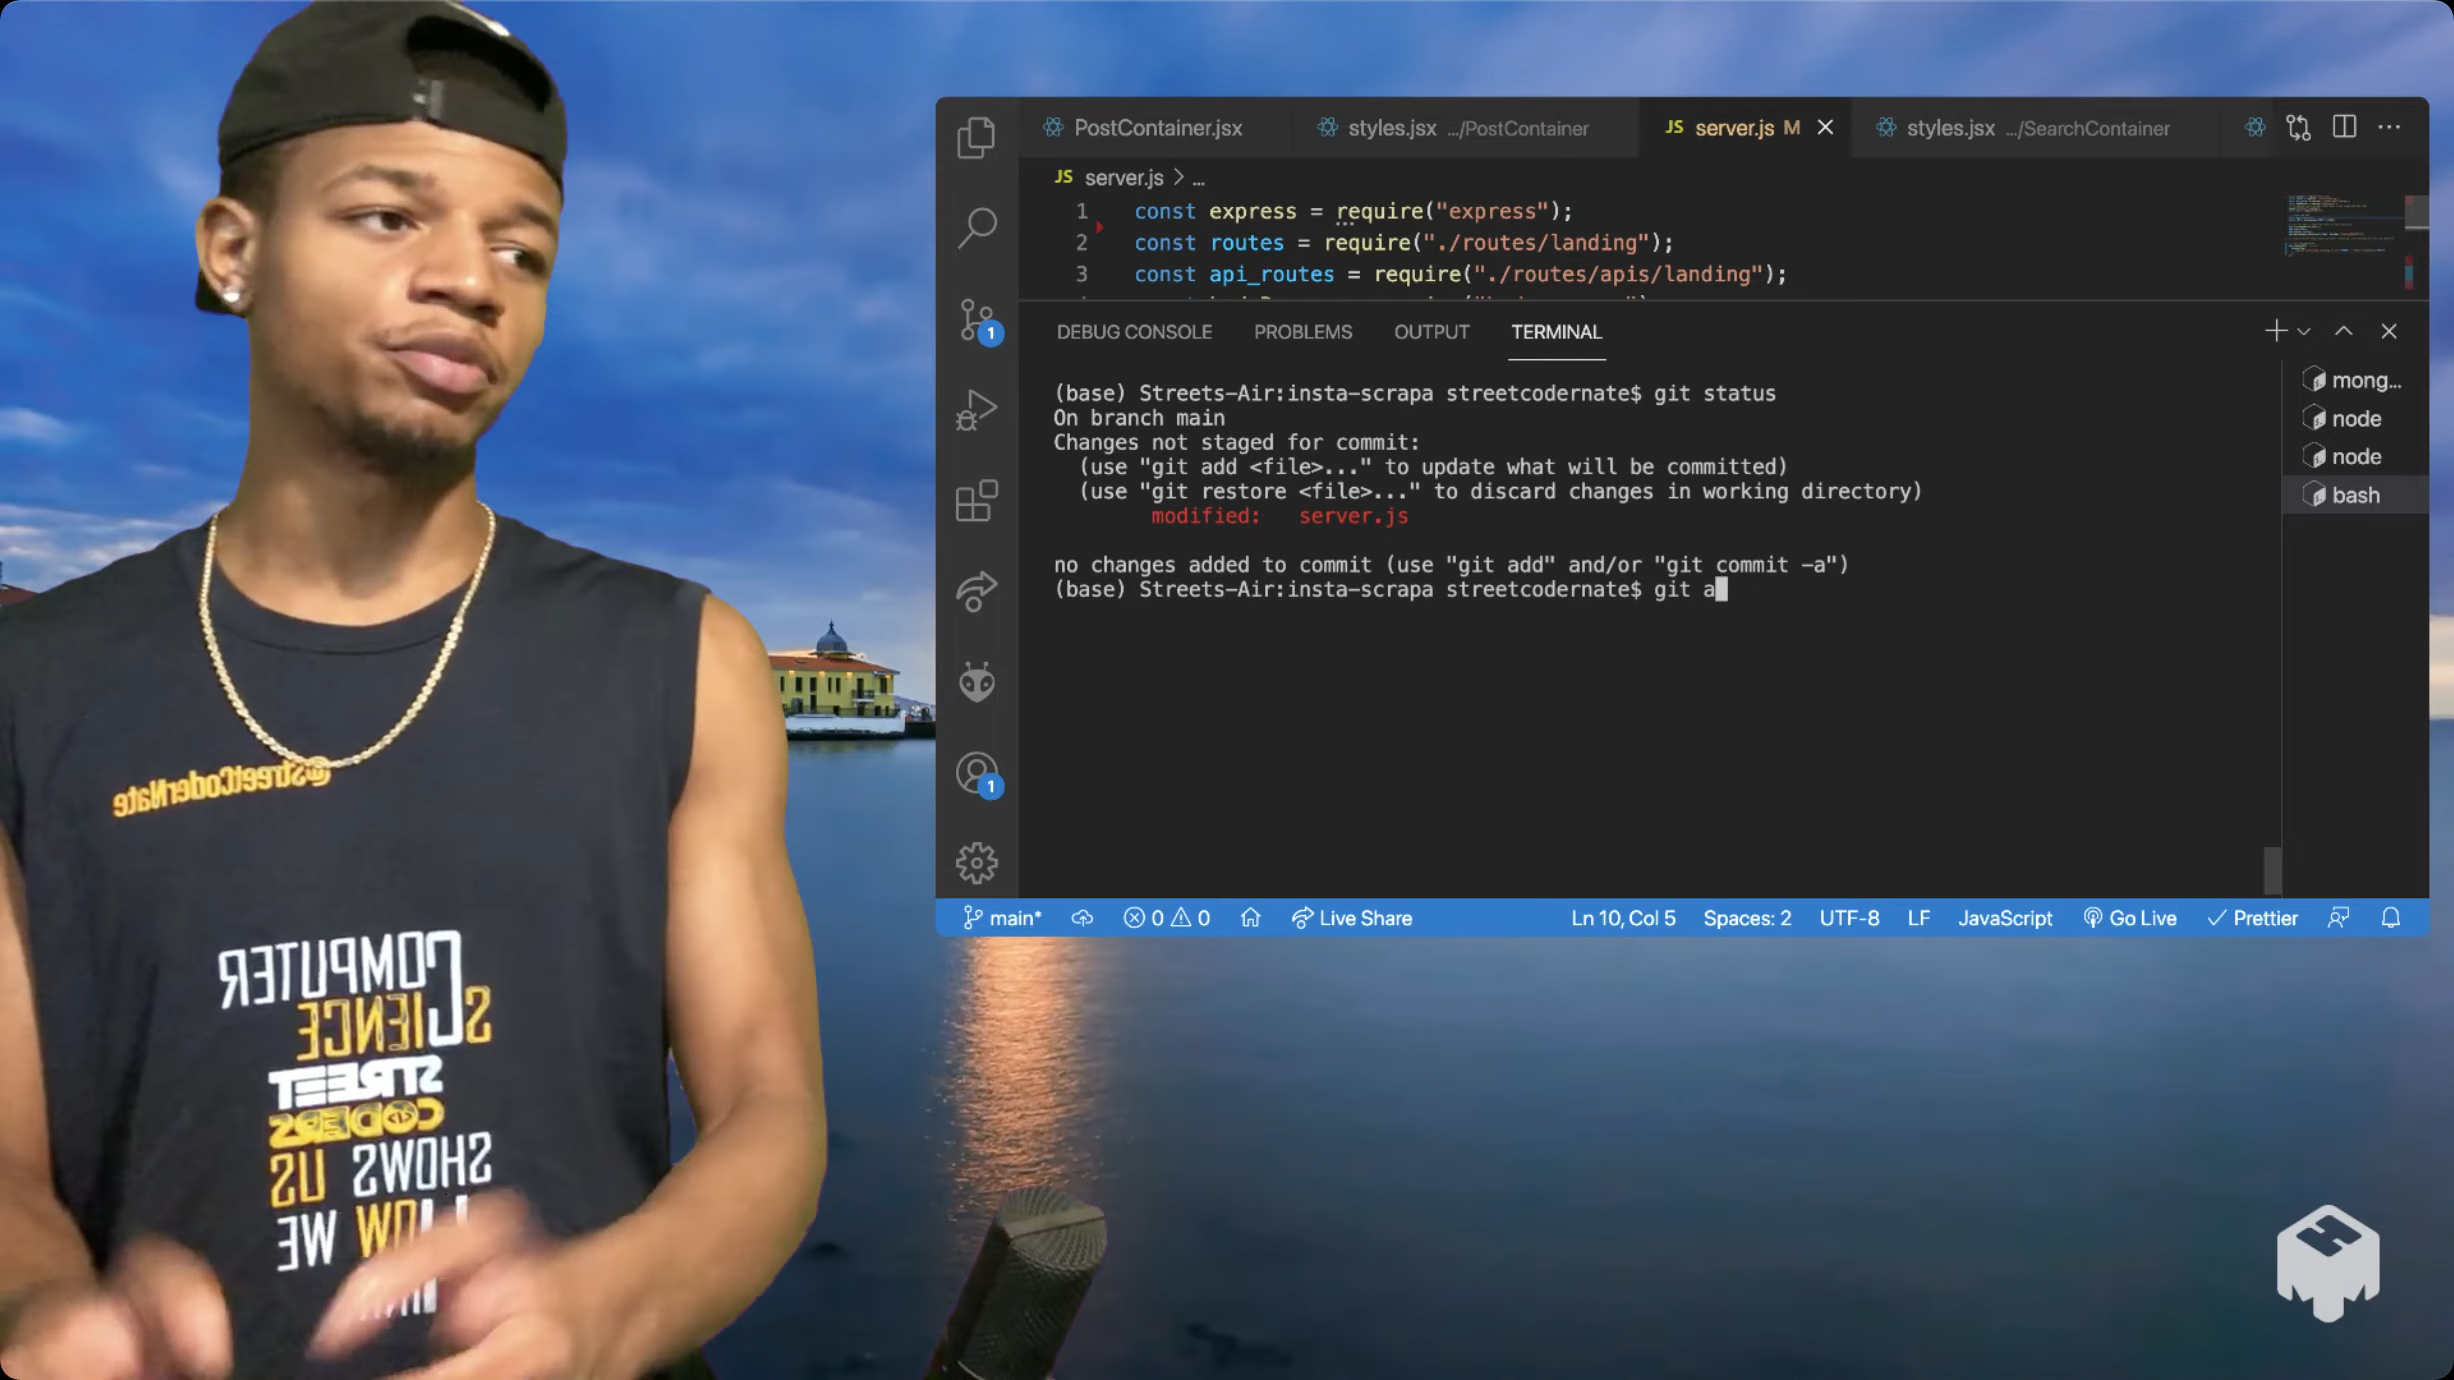 @StreetCoderNate
COMPUTER
SCIENCE
STREET
CODERS
SHOWS US
HOW WE
PostContainer.jsx
styles.jsx .../PostContainer
JS server.js M
styles.jsx .../SearchContainer
JS server.js > ...
1 const express = require("express");
2 const routes = require("./routes/landing");
3 const api_routes = require("./routes/apis/landing");
DEBUG CONSOLE PROBLEMS OUTPUT TERMINAL
(base) Streets-Air:insta-scrapa streetcodernate$ git status
On branch main
Changes not staged for commit:
(use "git add <file>..." to update what will be committed)
(use "git restore <file>..." to discard changes in working directory)
modified: server.js
no changes added to commit (use "git add" and/or "git commit -a")
(base) Streets-Air:insta-scrapa streetcodernate$ git a
mong...
node
node
bash
1
1
main* 0 0 Live Share Ln 10, Col 5 Spaces: 2 UTF-8 LF JavaScript Go Live Prettier